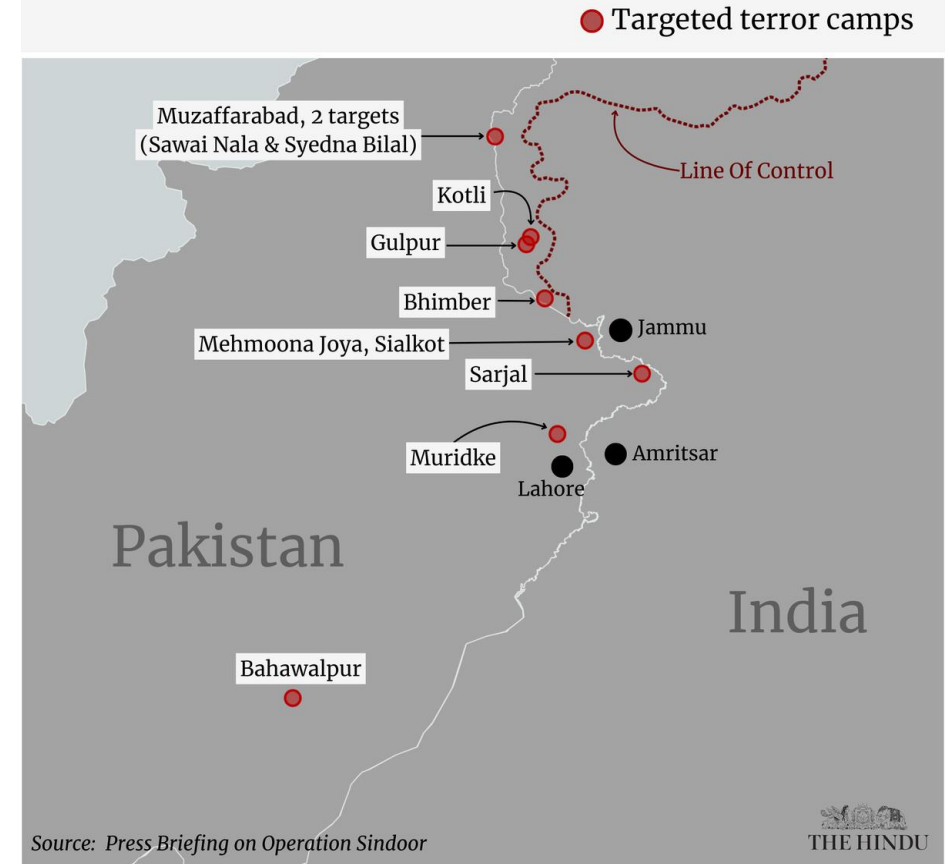 Targeted terror camps
Muzaffarabad, 2 targets
(Sawai Nala & Syedna Bilal)
Line Of Control
Kotli
Gulpur
Bhimber
Jammu
Mehmoona Joya, Sialkot
Sarjal
Muridke
Amritsar
Lahore
Pakistan
India
Bahawalpur
Source: Press Briefing on Operation Sindoor
THE HINDU